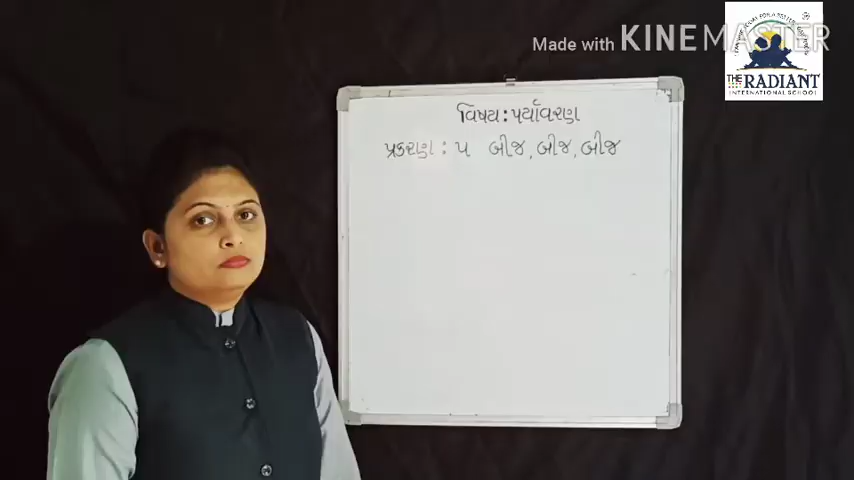 Made with KINEMASTER
THE RADIANT
INTERNATIONAL SCHOOL
વિષય : પર્યાવરણ
પ્રકરણ : ૫ બીજ, બીજ, બીજ